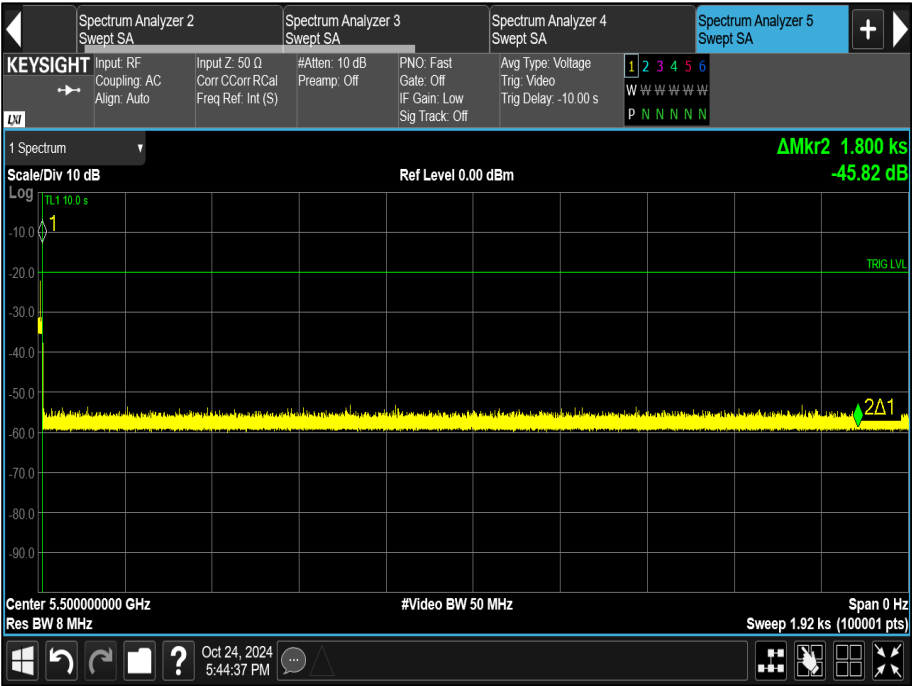 Spectrum Analyzer 2
Swept SA
Spectrum Analyzer 3
Swept SA
Spectrum Analyzer 4
Swept SA
Spectrum Analyzer 5
Swept SA
+
KEYSIGHT
LXI
Input: RF
Coupling: AC
Align: Auto
Input Z: 50 Ω
Corr CCorr RCal
Freq Ref: Int (S)
#Atten: 10 dB
Preamp: Off
PNO: Fast
Gate: Off
IF Gain: Low
Sig Track: Off
Avg Type: Voltage
Trig: Video
Trig Delay: -10.00 s
1 2 3 4 5 6
W W W W W W
P N N N N N
1 Spectrum
ΔMkr2 1.800 ks
-45.82 dB
Scale/Div 10 dB
Ref Level 0.00 dBm
Log
TL1 10.0 s
1
-10.0
TRIG LVL
-20.0
-30.0
-40.0
-50.0
2Δ1
-60.0
-70.0
-80.0
-90.0
Center 5.500000000 GHz
#Video BW 50 MHz
Span 0 Hz
Res BW 8 MHz
Sweep 1.92 ks (100001 pts)
?
Oct 24, 2024
5:44:37 PM